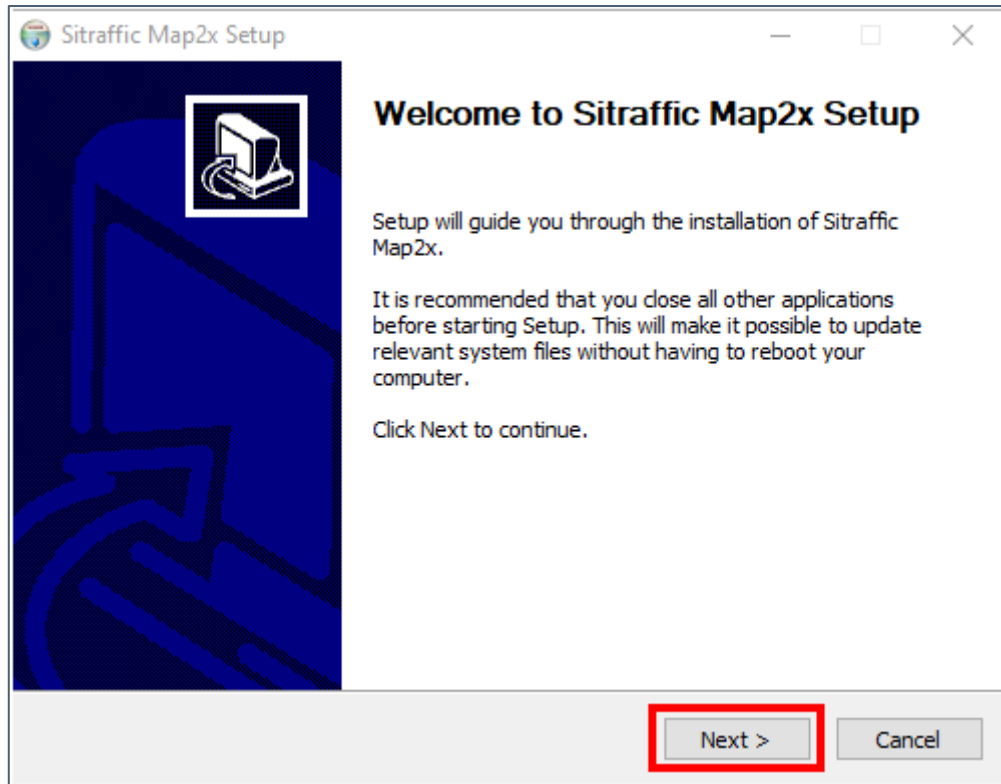 Sitraffic Map2x Setup
Welcome to Sitraffic Map2x Setup
Setup will guide you through the installation of Sitraffic
Map2x.
It is recommended that you close all other applications
before starting Setup. This will make it possible to update
relevant system files without having to reboot your
computer.
Click Next to continue.
Next >
Cancel